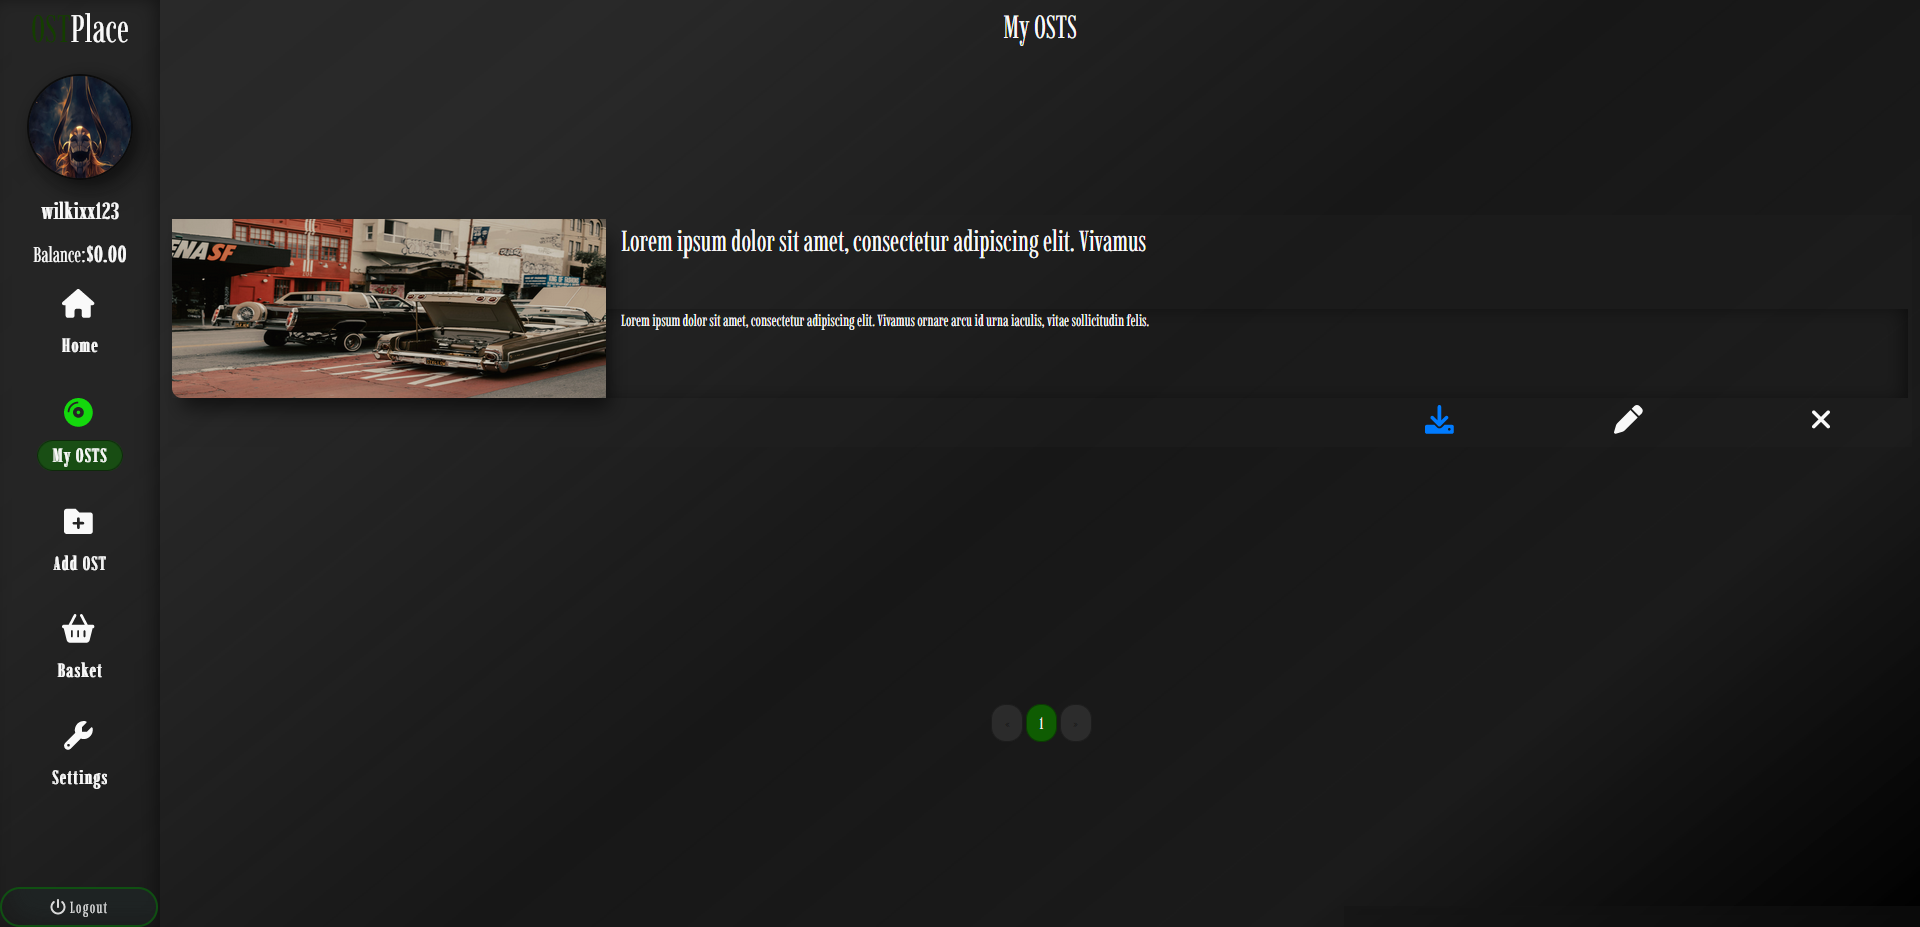 OSTPlace
My OSTS
wilkixx123
Balance:$0.00
Home
My OSTS
Add OST
Basket
Settings
Logout
ENASF
Lorem ipsum dolor sit amet, consectetur adipiscing elit. Vivamus
Lorem ipsum dolor sit amet, consectetur adipiscing elit. Vivamus ornare arcu id urna iaculis, vitae sollicitudin felis.
1